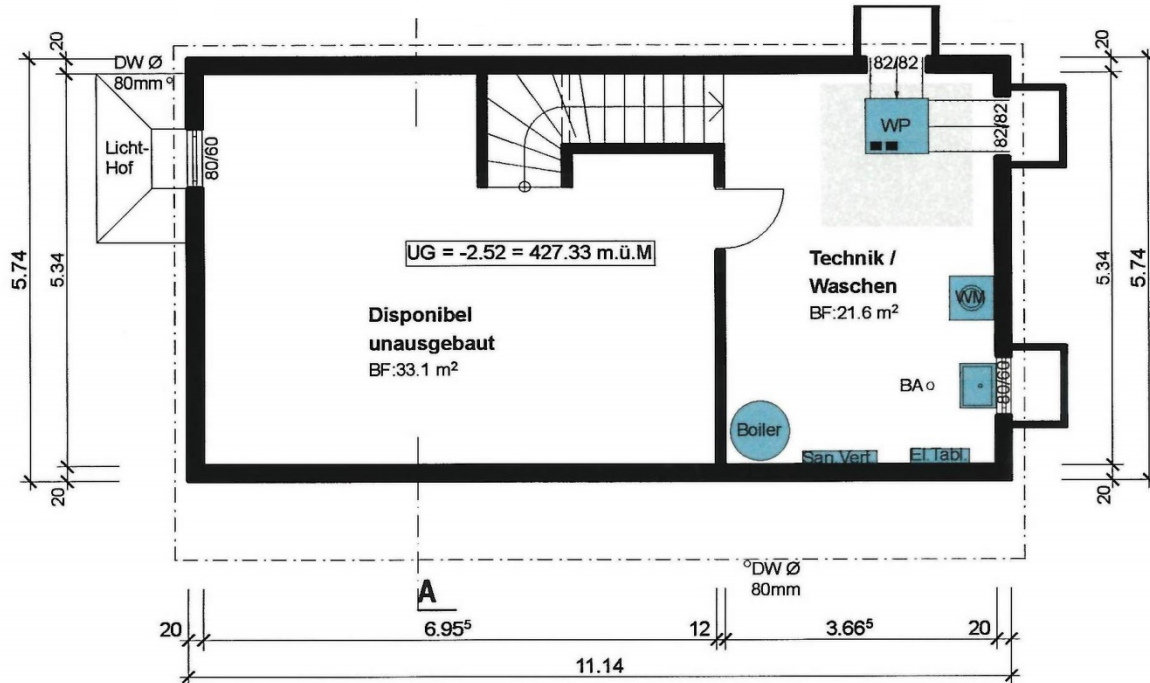 DW Ø
80mm
82/82
WP
82/82
Licht-
Hof
80/60
20
5.74
5.34
20
20
5.34
5.74
20
UG = -2.52 = 427.33 m.ü.M
Technik /
Waschen
BF:21.6 m²
WM
Disponibel
unausgebaut
BF:33.1 m²
BA
80/60
Boiler
San.Vert.
El.Tabl.
DW Ø
80mm
A
20
6.95⁵
12
3.66⁵
20
11.14